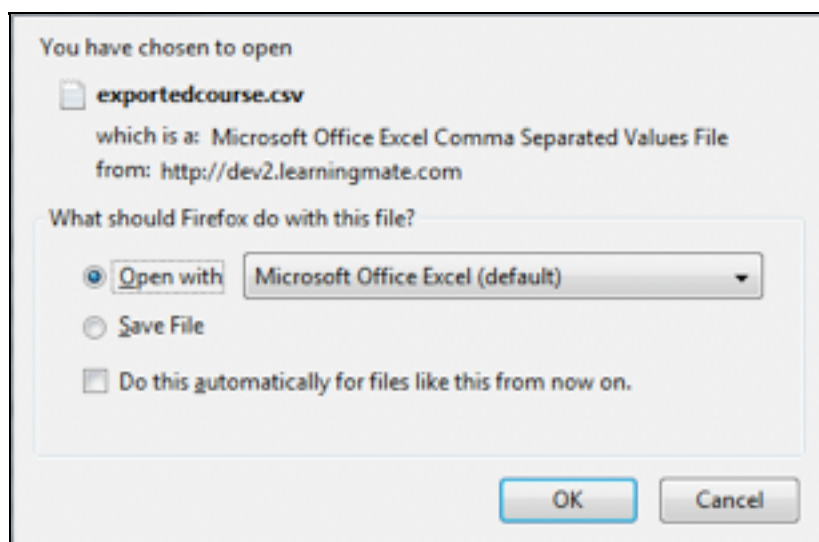 You have chosen to open
exportedcourse.csv
which is a: Microsoft Office Excel Comma Separated Values File
from: http://dev2.learningmate.com
What should Firefox do with this file?
Open with Microsoft Office Excel (default)
Save File
Do this automatically for files like this from now on.
OK Cancel